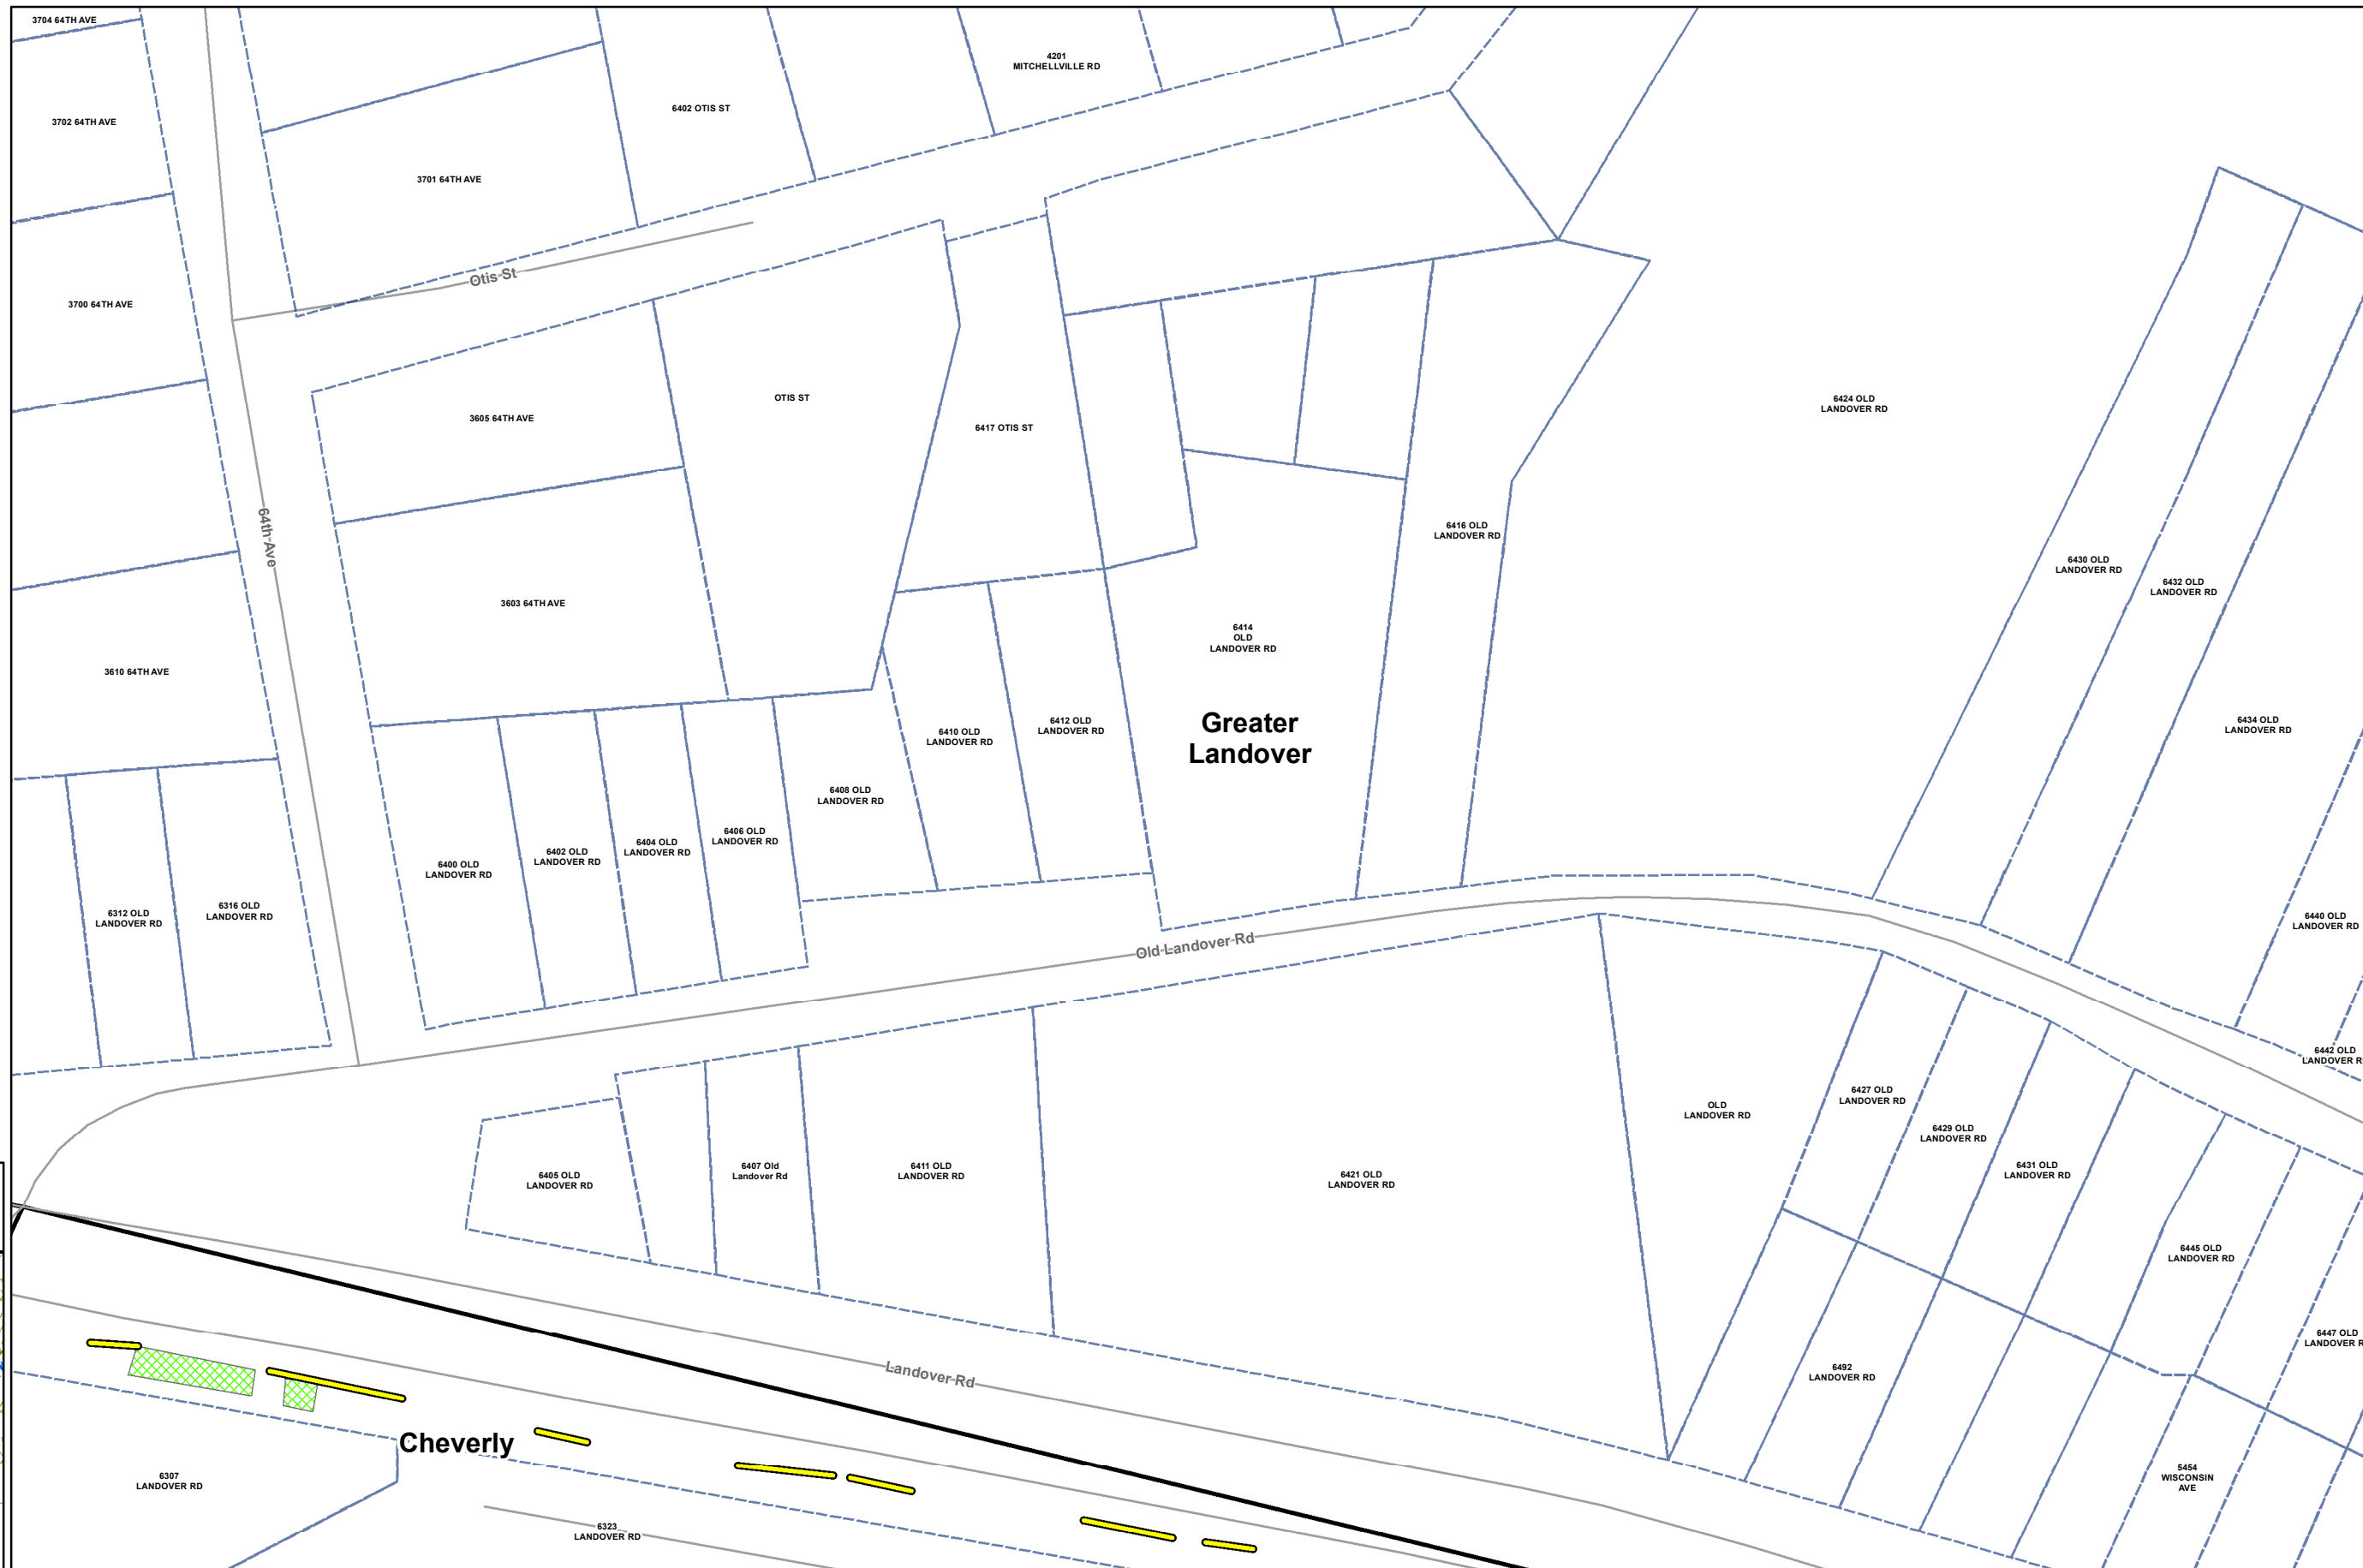 3704 64TH AVE
4201
MITCHELLVILLE RD
6402 OTIS ST
3702 64TH AVE
3701 64TH AVE
Otis St
3700 64TH AVE
OTIS ST
6424 OLD
LANDOVER RD
3605 64TH AVE
6417 OTIS ST
64th Ave
6416 OLD
LANDOVER RD
6430 OLD
LANDOVER RD
6432 OLD
LANDOVER RD
3603 64TH AVE
6414
OLD
LANDOVER RD
3610 64TH AVE
Greater
Landover
6412 OLD
LANDOVER RD
6434 OLD
LANDOVER RD
6410 OLD
LANDOVER RD
6408 OLD
LANDOVER RD
6406 OLD
LANDOVER RD
6404 OLD
LANDOVER RD
6402 OLD
LANDOVER RD
6400 OLD
LANDOVER RD
6316 OLD
LANDOVER RD
6312 OLD
LANDOVER RD
6440 OLD
LANDOVER RD
Old Landover Rd
6442 OLD
LANDOVER R
6427 OLD
LANDOVER RD
OLD
LANDOVER RD
6429 OLD
LANDOVER RD
6405 OLD
LANDOVER RD
6407 Old
Landover Rd
6411 OLD
LANDOVER RD
6421 OLD
LANDOVER RD
6431 OLD
LANDOVER RD
6445 OLD
LANDOVER RD
6447 OLD
LANDOVER R
Landover Rd
6492
LANDOVER RD
Cheverly
6307
LANDOVER RD
5454
WISCONSIN
AVE
6323
LANDOVER RD